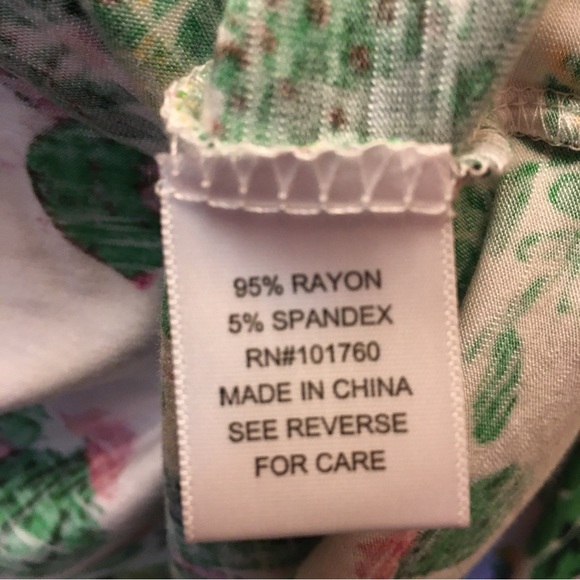 95% RAYON
5% SPANDEX
RN#101760
MADE IN CHINA
SEE REVERSE
FOR CARE